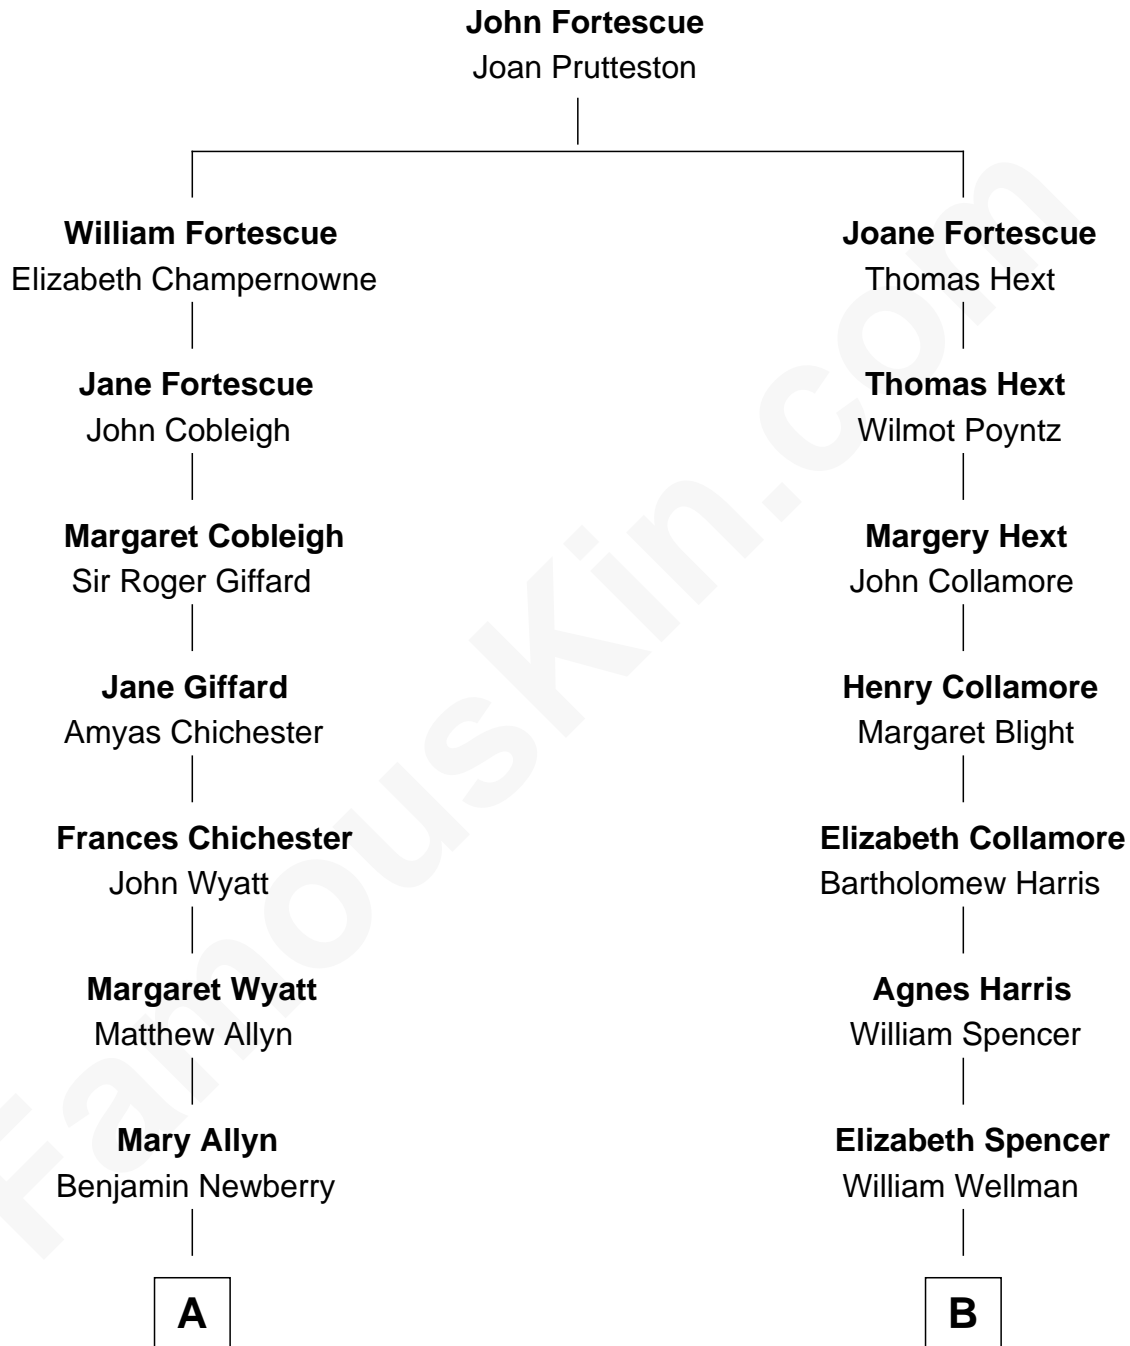 John Fortescue
Joan Prutteston
William Fortescue
Elizabeth Champernowne
Joane Fortescue
Thomas Hext
Jane Fortescue
John Cobleigh
Thomas Hext
Wilmot Poyntz
Margaret Cobleigh
Sir Roger Giffard
Margery Hext
John Collamore
Jane Giffard
Amyas Chichester
Henry Collamore
Margaret Blight
Frances Chichester
John Wyatt
Elizabeth Collamore
Bartholomew Harris
Margaret Wyatt
Matthew Allyn
Agnes Harris
William Spencer
Mary Allyn
Benjamin Newberry
Elizabeth Spencer
William Wellman
A
B
FamousKin.com